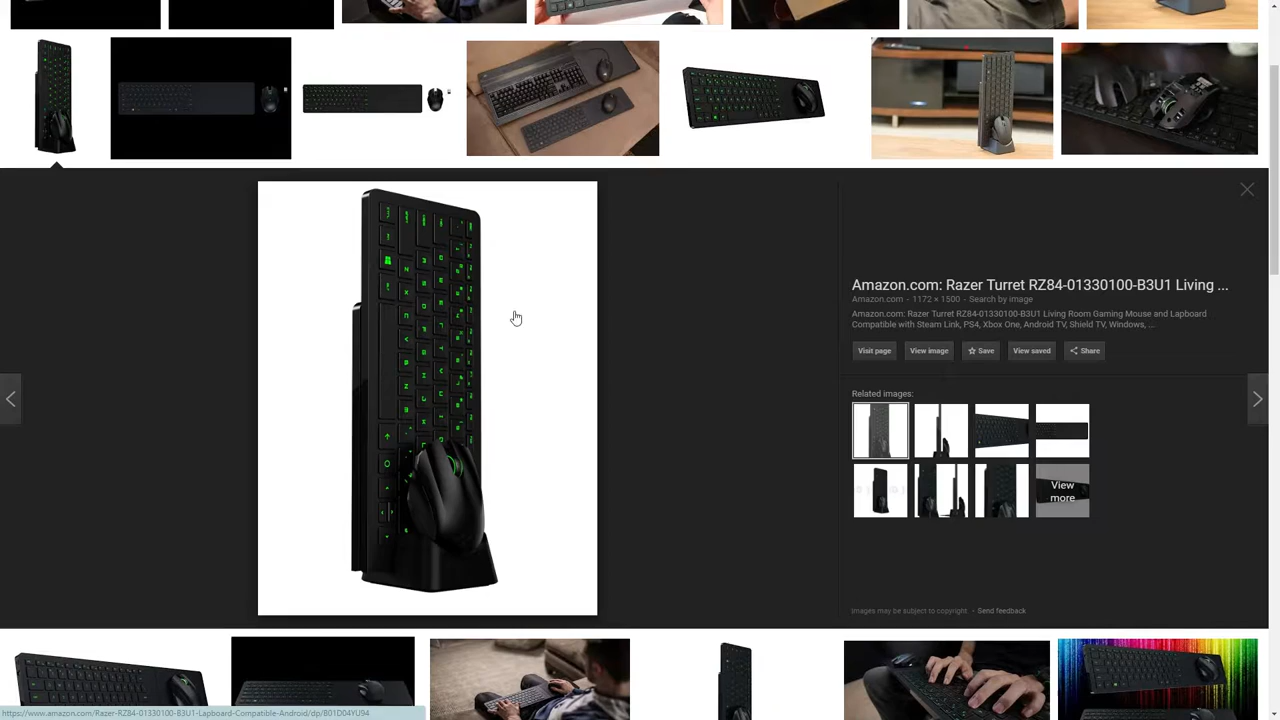 Amazon.com: Razer Turret RZ84-01330100-B3U1 Living ...
Amazon.com - 1172 × 1500 - Search by image
Amazon.com: Razer Turret RZ84-01330100-B3U1 Living Room Gaming Mouse and Lapboard
Compatible with Steam Link, PS4, Xbox One, Android TV, Shield TV, Windows, ...
Visit page
View image
Save
View saved
Share
Related images:
View
more
Images may be subject to copyright - Send feedback
https://www.amazon.com/Razer-RZ84-01330100-B3U1-Lapboard-Compatible-Android/dp/B01D04YU94